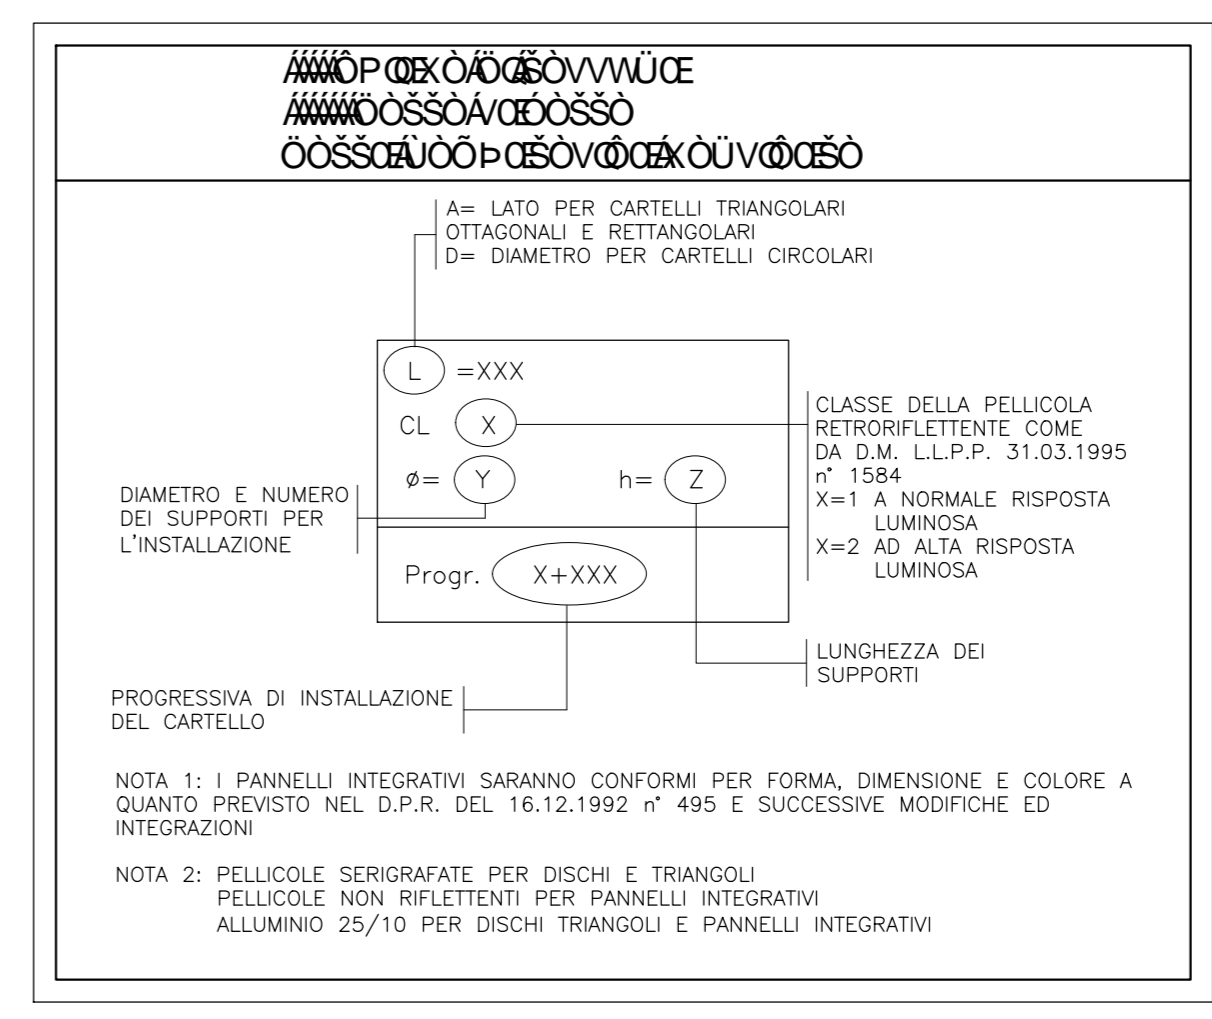 A= LATO PER CARTELLI TRIANGOLARI
OTTAGONALI E RETTANGOLARI
D= DIAMETRO PER CARTELLI CIRCOLARI
L =XXX
CL X
ø= Y h= Z
Progr. X+XXX
CLASSE DELLA PELLICOLA
RETRORIFLETTENTE COME
DA D.M. L.L.P.P. 31.03.1995
n° 1584
X=1 A NORMALE RISPOSTA
LUMINOSA
X=2 AD ALTA RISPOSTA
LUMINOSA
DIAMETRO E NUMERO
DEI SUPPORTI PER
L'INSTALLAZIONE
LUNGHEZZA DEI
SUPPORTI
PROGRESSIVA DI INSTALLAZIONE
DEL CARTELLO
NOTA 1: I PANNELLI INTEGRATIVI SARANNO CONFORMI PER FORMA, DIMENSIONE E COLORE A
QUANTO PREVISTO NEL D.P.R. DEL 16.12.1992 n° 495 E SUCCESSIVE MODIFICHE ED
INTEGRAZIONI
NOTA 2: PELLICOLE SERIGRAFATE PER DISCHI E TRIANGOLI
PELLICOLE NON RIFLETTENTI PER PANNELLI INTEGRATIVI
ALLUMINIO 25/10 PER DISCHI TRIANGOLI E PANNELLI INTEGRATIVI